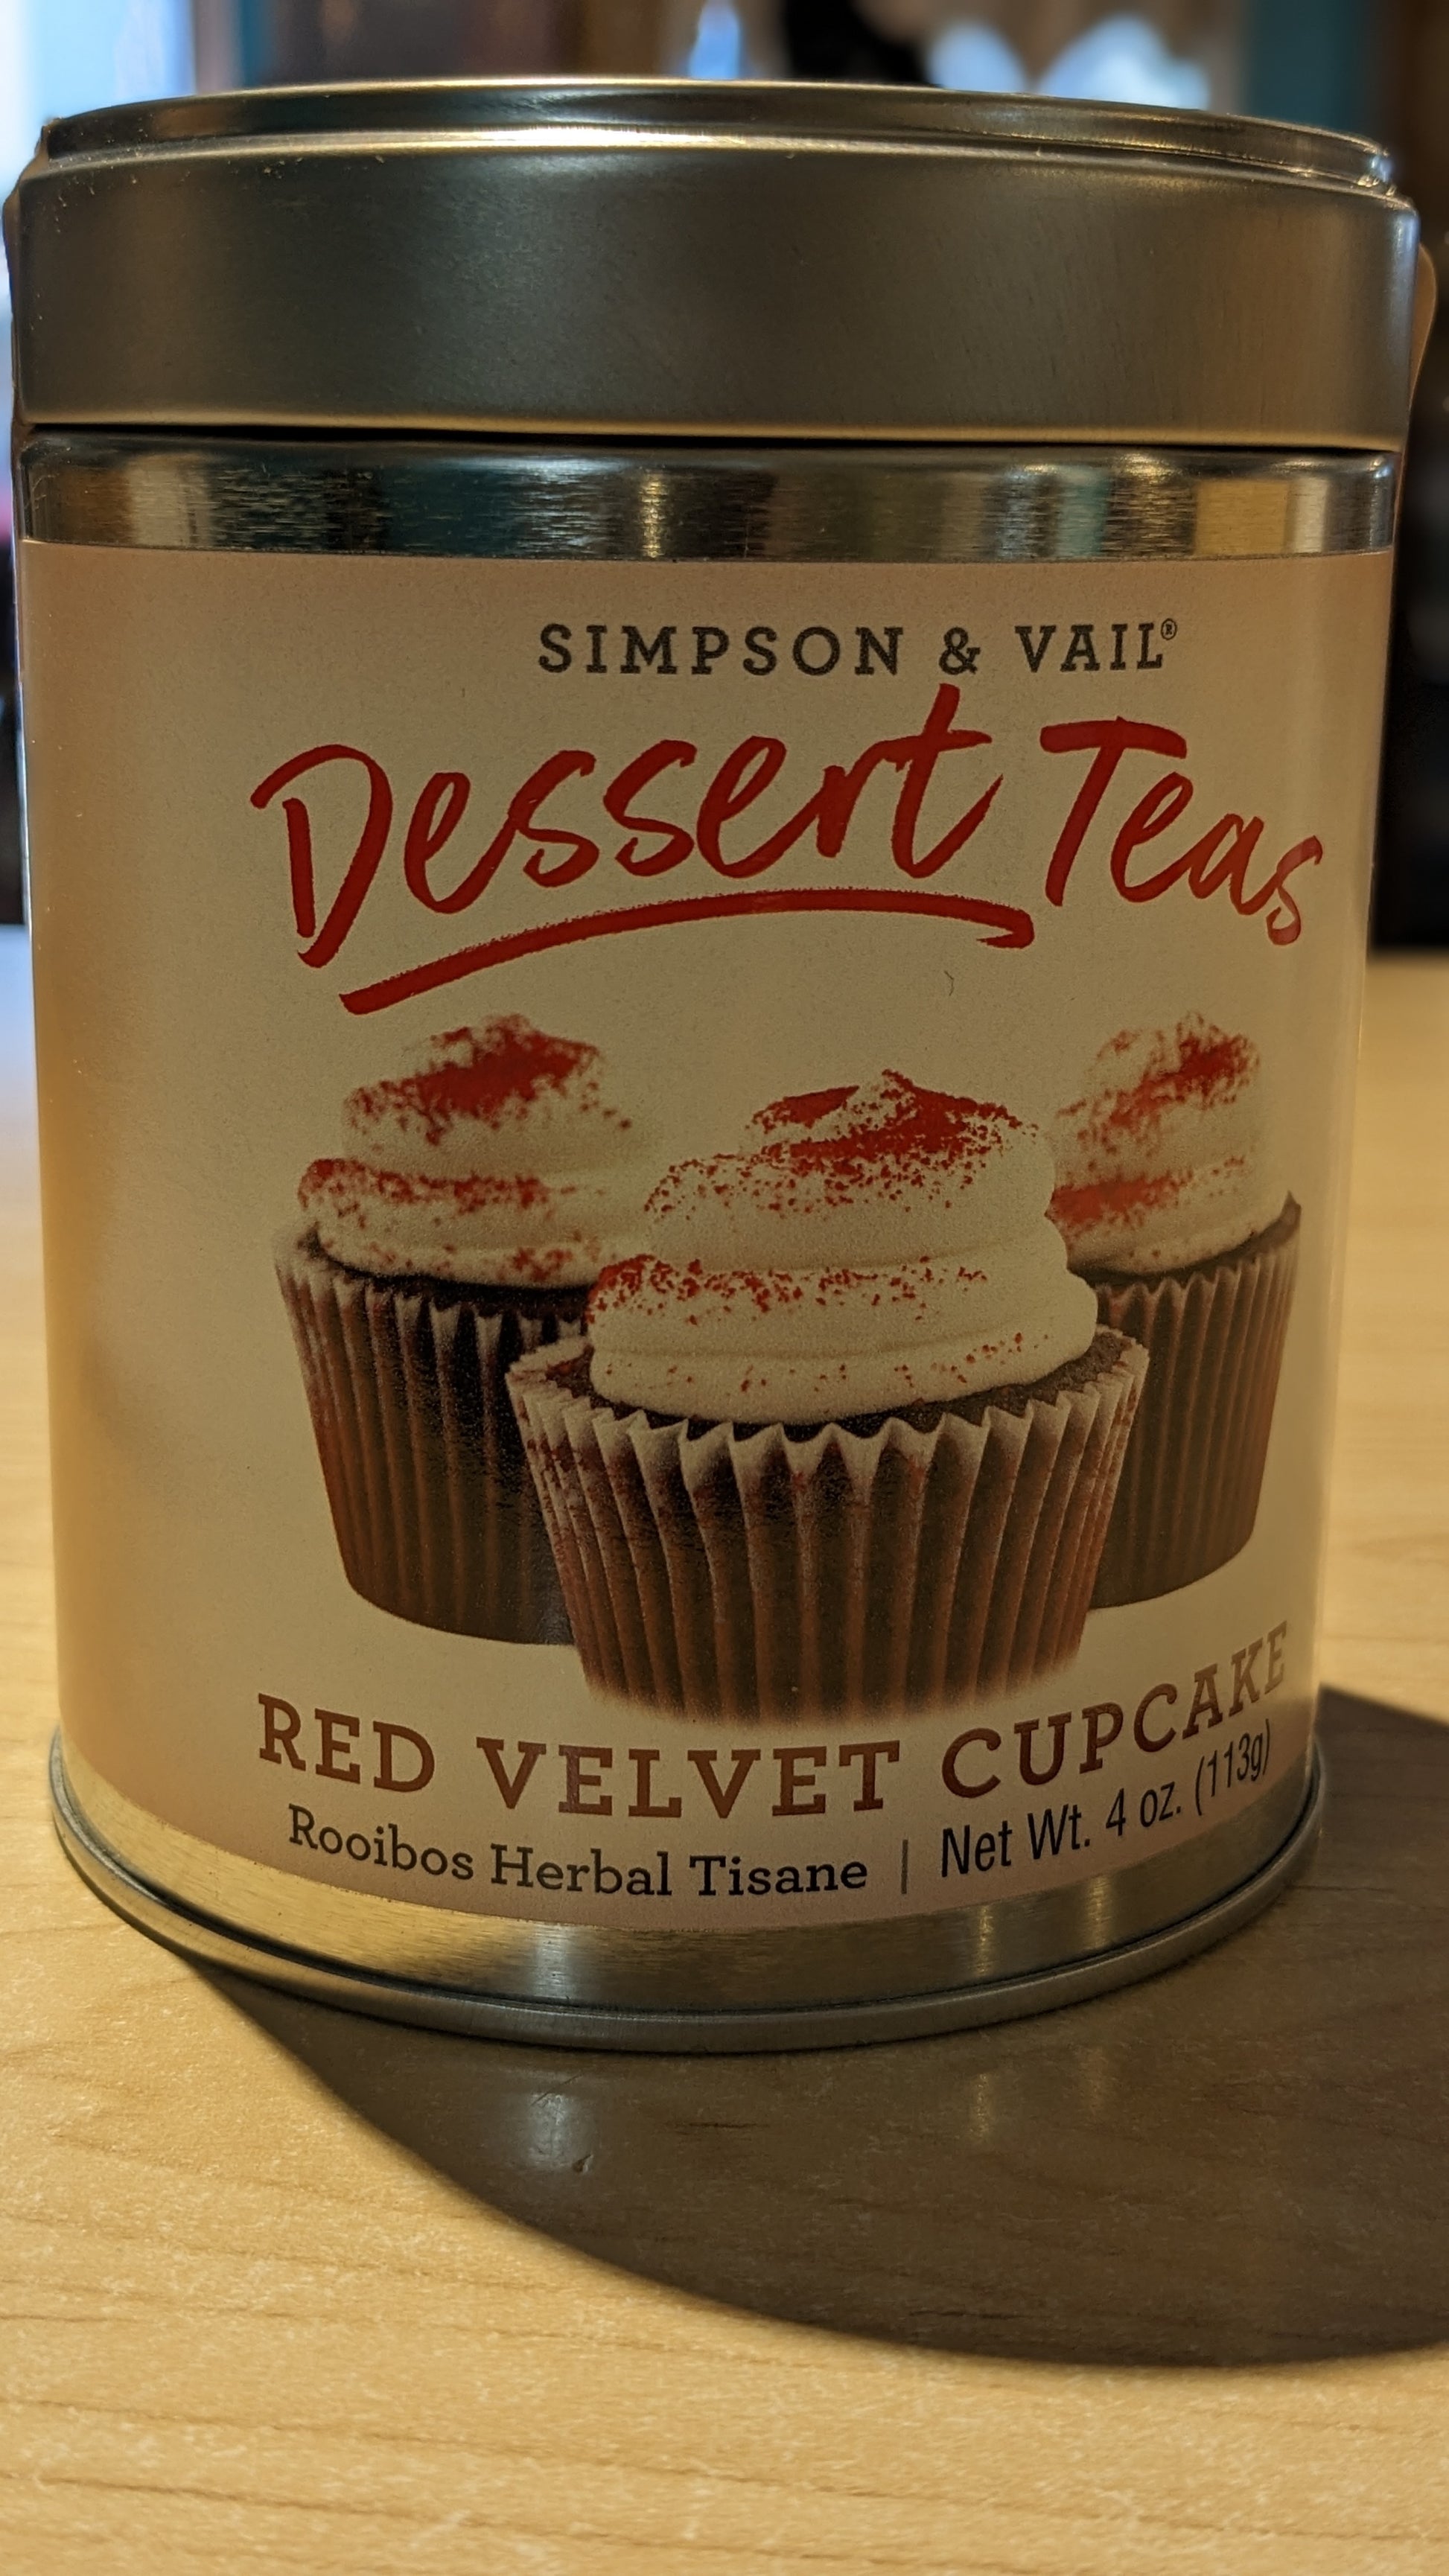 SIMPSON & VAIL®
Dessert Teas
RED VELVET CUPCAKE
Rooibos Herbal Tisane | Net Wt. 4 oz. (113g)